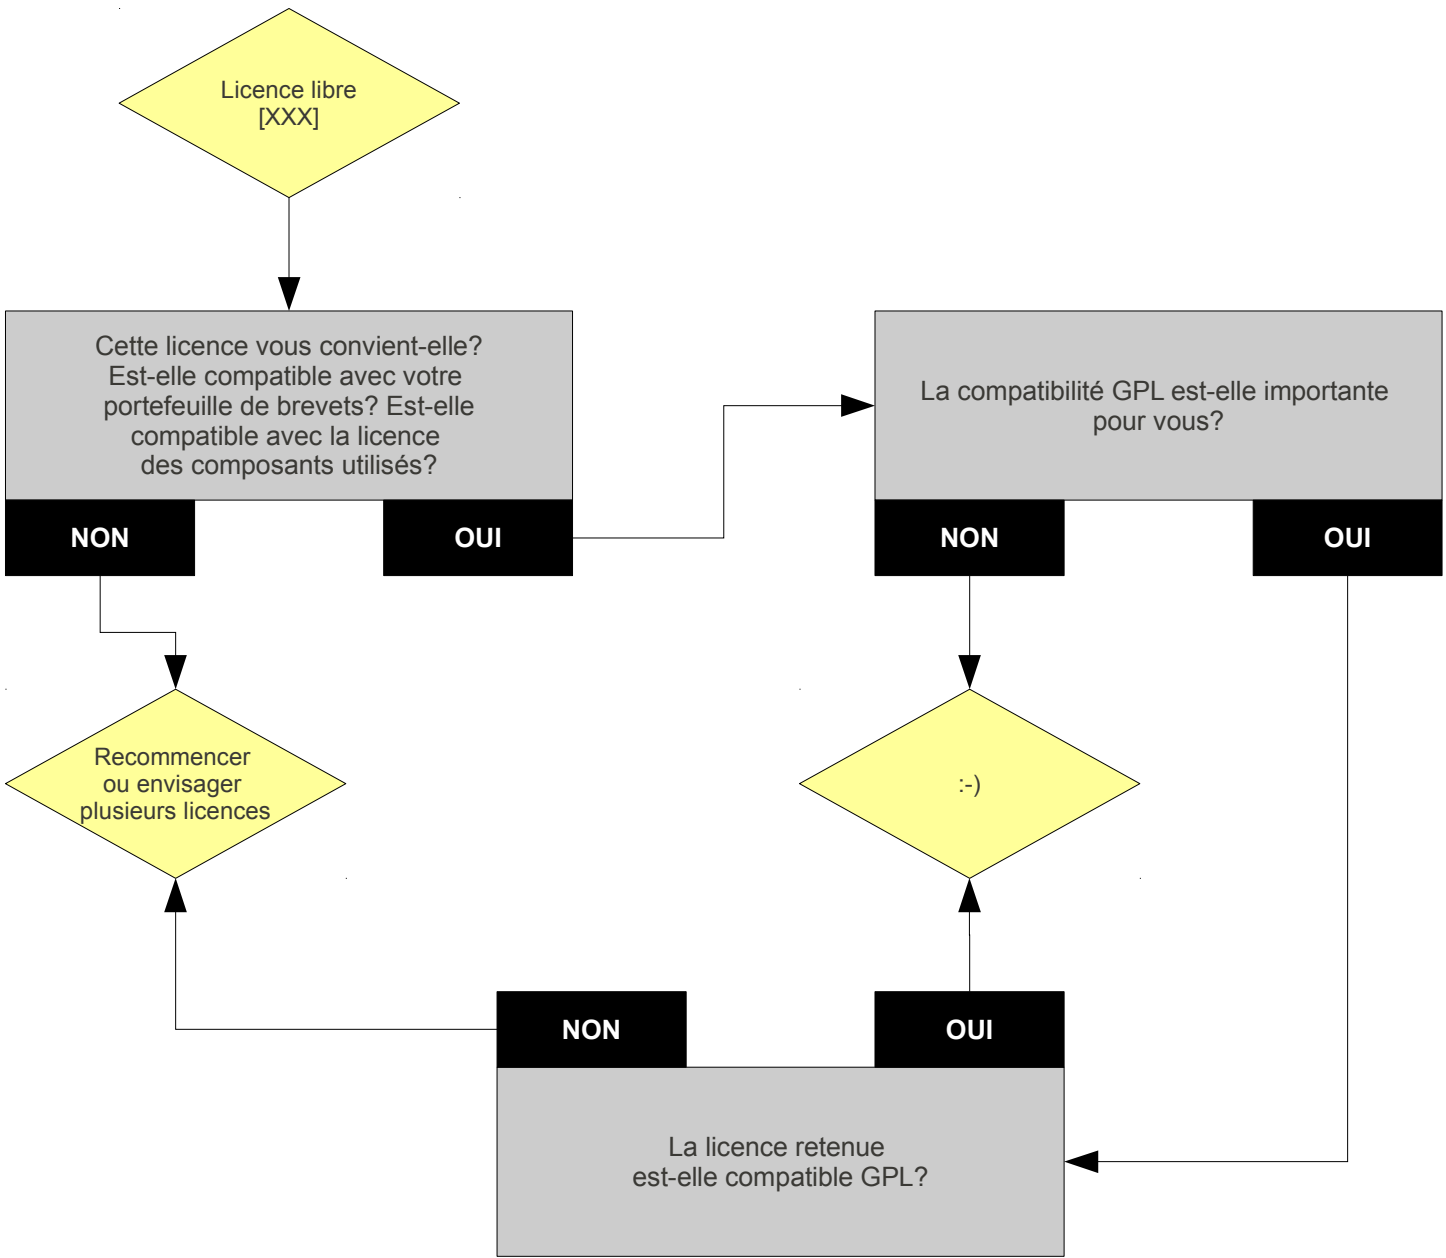 Licence libre
[XXX]
Cette licence vous convient-elle?
Est-elle compatible avec votre
portefeuille de brevets? Est-elle
compatible avec la licence
des composants utilisés?
NON
OUI
La compatibilité GPL est-elle importante
pour vous?
NON
OUI
Recommencer
ou envisager
plusieurs licences
:-)
NON
OUI
La licence retenue
est-elle compatible GPL?